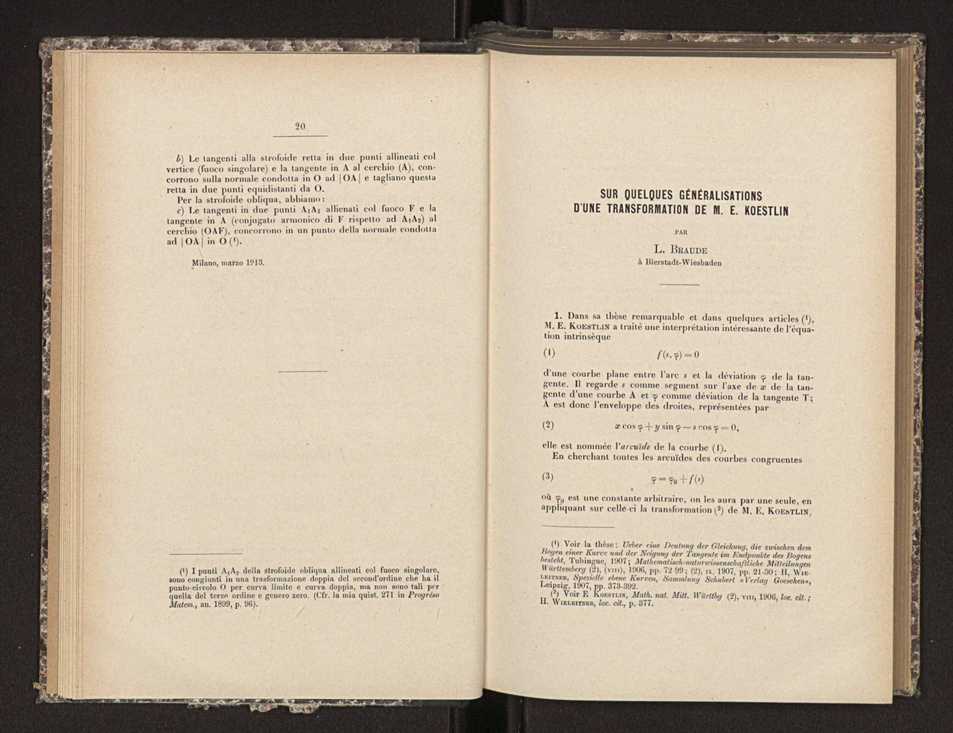 20
b) Le tangenti alla strofoide retta in due punti allineati col
vertice (fuoco singolare) e la tangente in A al cerchio (A), con-
corrono sulla normale condotta in O ad |OA| e tagliano questa
retta in due punti equidistanti da O.
Per la strofoide obliqua, abbiamo:
c) Le tangenti in due punti A₁A₂ allienati col fuoco F e la
tangente in A (conjugato armonico di F rispetto ad A₁A₂) al
cerchio (OAF), concorrono in un punto della normale condotta
ad |OA| in O (¹).
Milano, marzo 1913.
(¹) I punti A₁A₂ della strofoide obliqua allineati col fuoco singolare,
sono congiunti in una trasformazione doppia del second'ordine che ha il
punto-circolo O per curva limite e curva doppia, ma non sono tali per
quella del terzo ordine e genere zero. (Cfr. la mia quist. 271 in Progréso
Matem., an. 1899, p. 96).
SUR QUELQUES GÉNÉRALISATIONS
D'UNE TRANSFORMATION DE M. E. KOESTLIN
PAR
L. BRAUDE
à Bierstadt-Wiesbaden
1. Dans sa thèse remarquable et dans quelques articles (¹),
M. E. KOESTLIN a traité une interprétation intéressante de l'équa-
tion intrinsèque
(1) f(s, φ) = 0
d'une courbe plane entre l'arc s et la déviation φ de la tan-
gente. Il regarde s comme segment sur l'axe de x de la tan-
gente d'une courbe A et φ comme déviation de la tangente T;
A est donc l'enveloppe des droites, représentées par
(2) x cos φ + y sin φ − s cos φ = 0,
elle est nommée l'arcuïde de la courbe (1).
En cherchant toutes les arcuïdes des courbes congruentes
(3) φ = φ₀ + f(s)
où φ₀ est une constante arbitraire, on les aura par une seule, en
appliquant sur celle-ci la transformation (²) de M. E. KOESTLIN,
(¹) Voir la thèse: Ueber eine Deutung der Gleichung, die zwischen dem
Bogen einer Kurve und der Neigung der Tangente im Endpunkte des Bogens
besteht, Tubingue, 1907; Mathematisch-naturwissenschaftliche Mitteilungen
Württemberg (2), (VIII), 1906, pp. 72-99; (2), IX, 1907, pp. 21-30; H. WIE-
LEITNER, Spezielle ebene Kurven, Sammlung Schubert «Verlag Goeschen»,
Leipzig, 1907, pp. 373-392.
(²) Voir E KOESTLIN, Math. nat. Mitt. Württbg (2), VIII, 1906, loc. cit.;
H. WIELEITNER, loc. cit., p. 377.